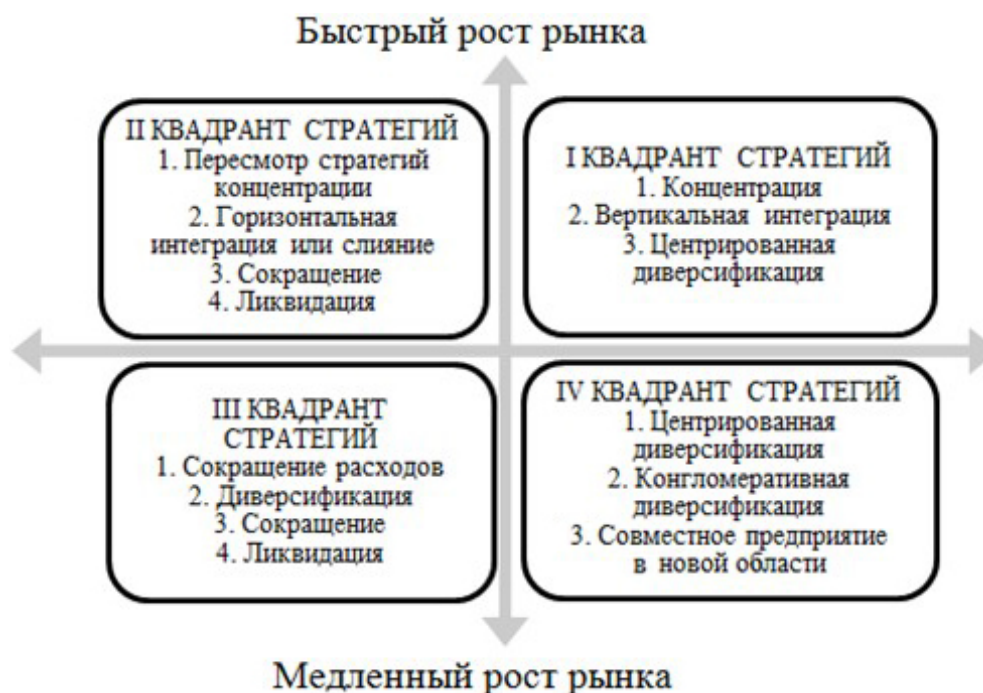 Быстрый рост рынка
II КВАДРАНТ СТРАТЕГИЙ
1. Пересмотр стратегий
концентрации
2. Горизонтальная
интеграция или слияние
3. Сокращение
4. Ликвидация
I КВАДРАНТ СТРАТЕГИЙ
1. Концентрация
2. Вертикальная интеграция
3. Центрированная
диверсификация
III КВАДРАНТ
СТРАТЕГИЙ
1. Сокращение расходов
2. Диверсификация
3. Сокращение
4. Ликвидация
IV КВАДРАНТ СТРАТЕГИЙ
1. Центрированная
диверсификация
2. Конгломеративная
диверсификация
3. Совместное предприятие
в новой области
Медленный рост рынка